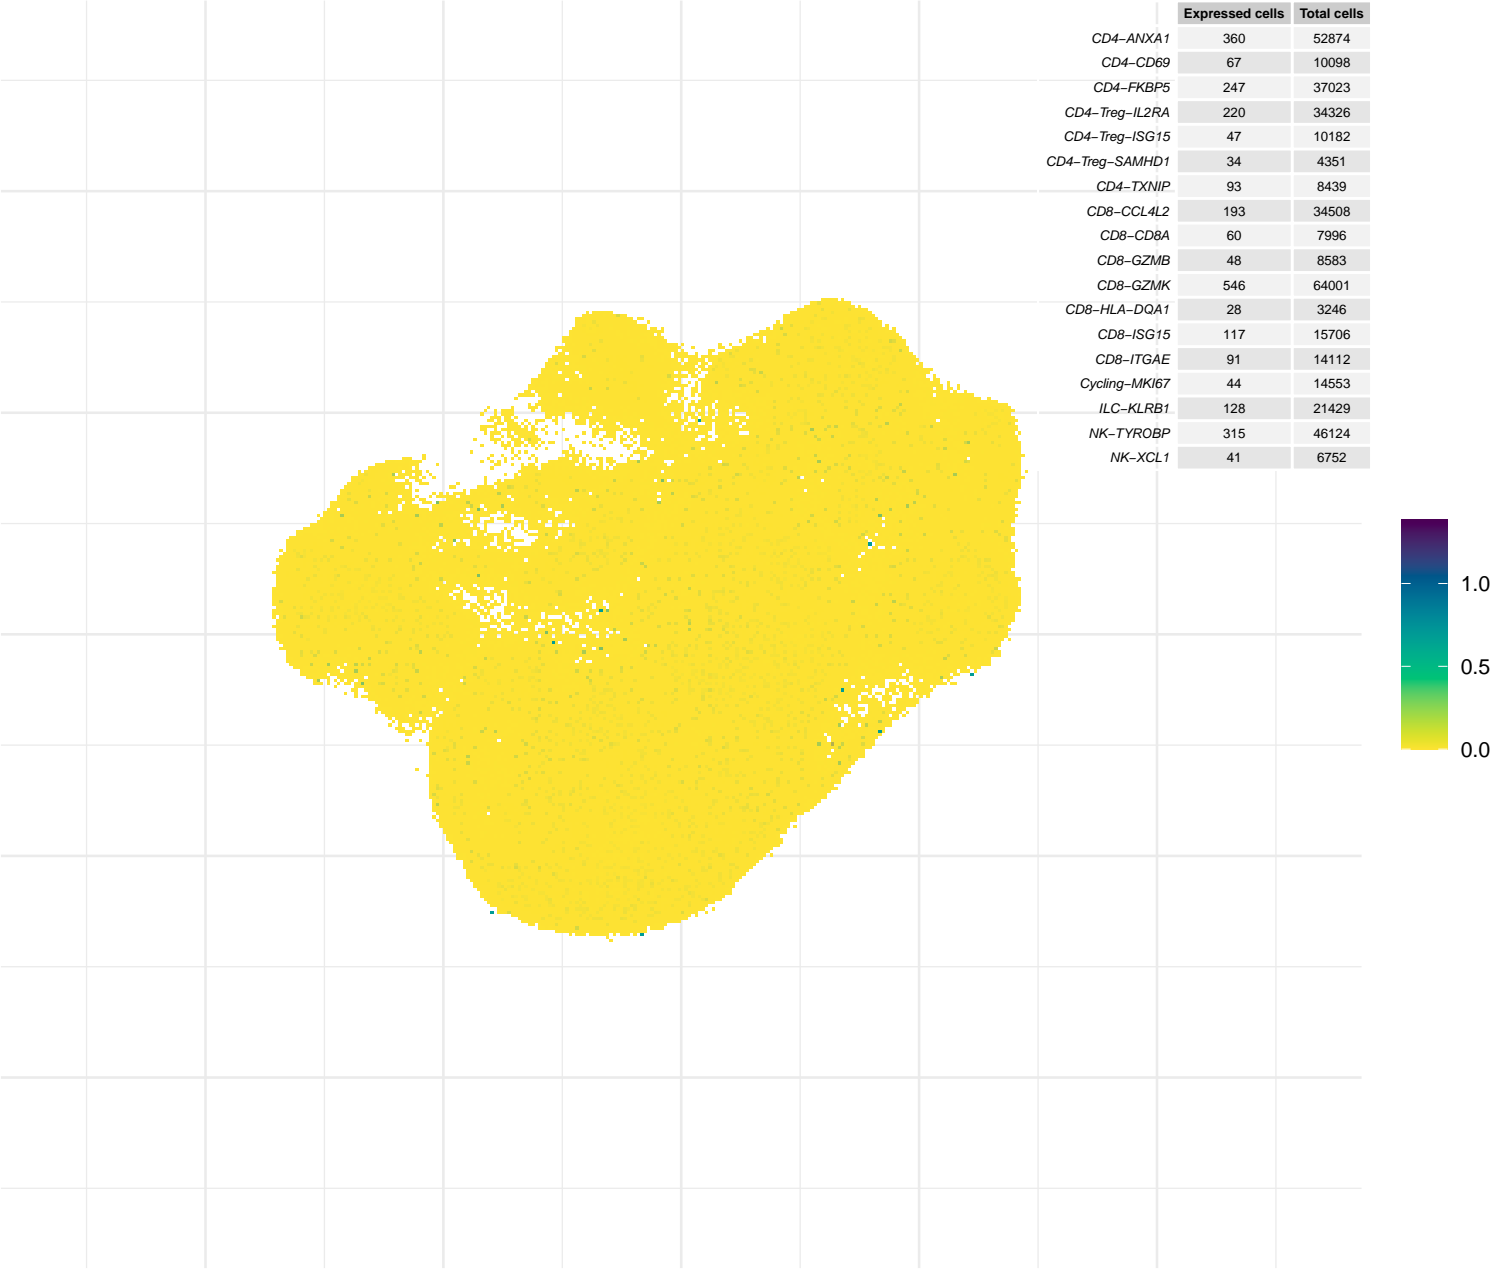 Expressed cells Total cells
CD4−ANXA1 360 52874
CD4−CD69 67 10098
CD4−FKBP5 247 37023
CD4−Treg−IL2RA 220 34326
CD4−Treg−ISG15 47 10182
CD4−Treg−SAMHD1 34 4351
CD4−TXNIP 93 8439
CD8−CCL4L2 193 34508
CD8−CD8A 60 7996
CD8−GZMB 48 8583
CD8−GZMK 546 64001
CD8−HLA−DQA1 28 3246
CD8−ISG15 117 15706
CD8−ITGAE 91 14112
Cycling−MKI67 44 14553
ILC−KLRB1 128 21429
NK−TYROBP 315 46124
NK−XCL1 41 6752
1.0
0.5
0.0